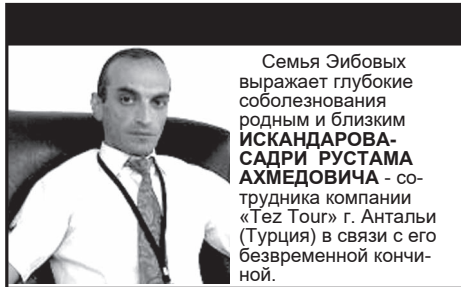 Семья Эибовых
выражает глубокие
соболезнования
родным и близким
ИСКАНДАРОВА-
САДРИ РУСТАМА
АХМЕДОВИЧА - со-
трудника компании
«Tez Tour» г. Антальи
(Турция) в связи с его
безвременной кончи-
ной.